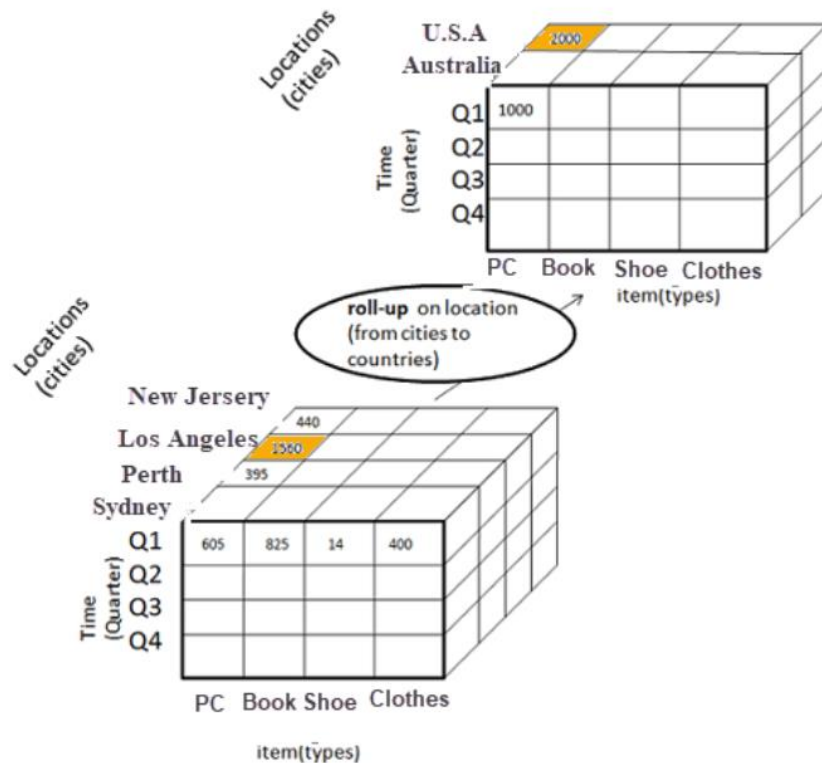 Locations
(cities)
U.S.A
2000
Australia
Q1
1000
Q2
Q3
Q4
Time
(Quarter)
PC Book Shoe Clothes
item(types)
roll-up on location
(from cities to
countries)
Locations
(cities)
New Jersery
440
Los Angeles
1560
Perth
395
Sydney
Q1
605 825 14 400
Q2
Q3
Q4
Time
(Quarter)
PC Book Shoe Clothes
item(types)